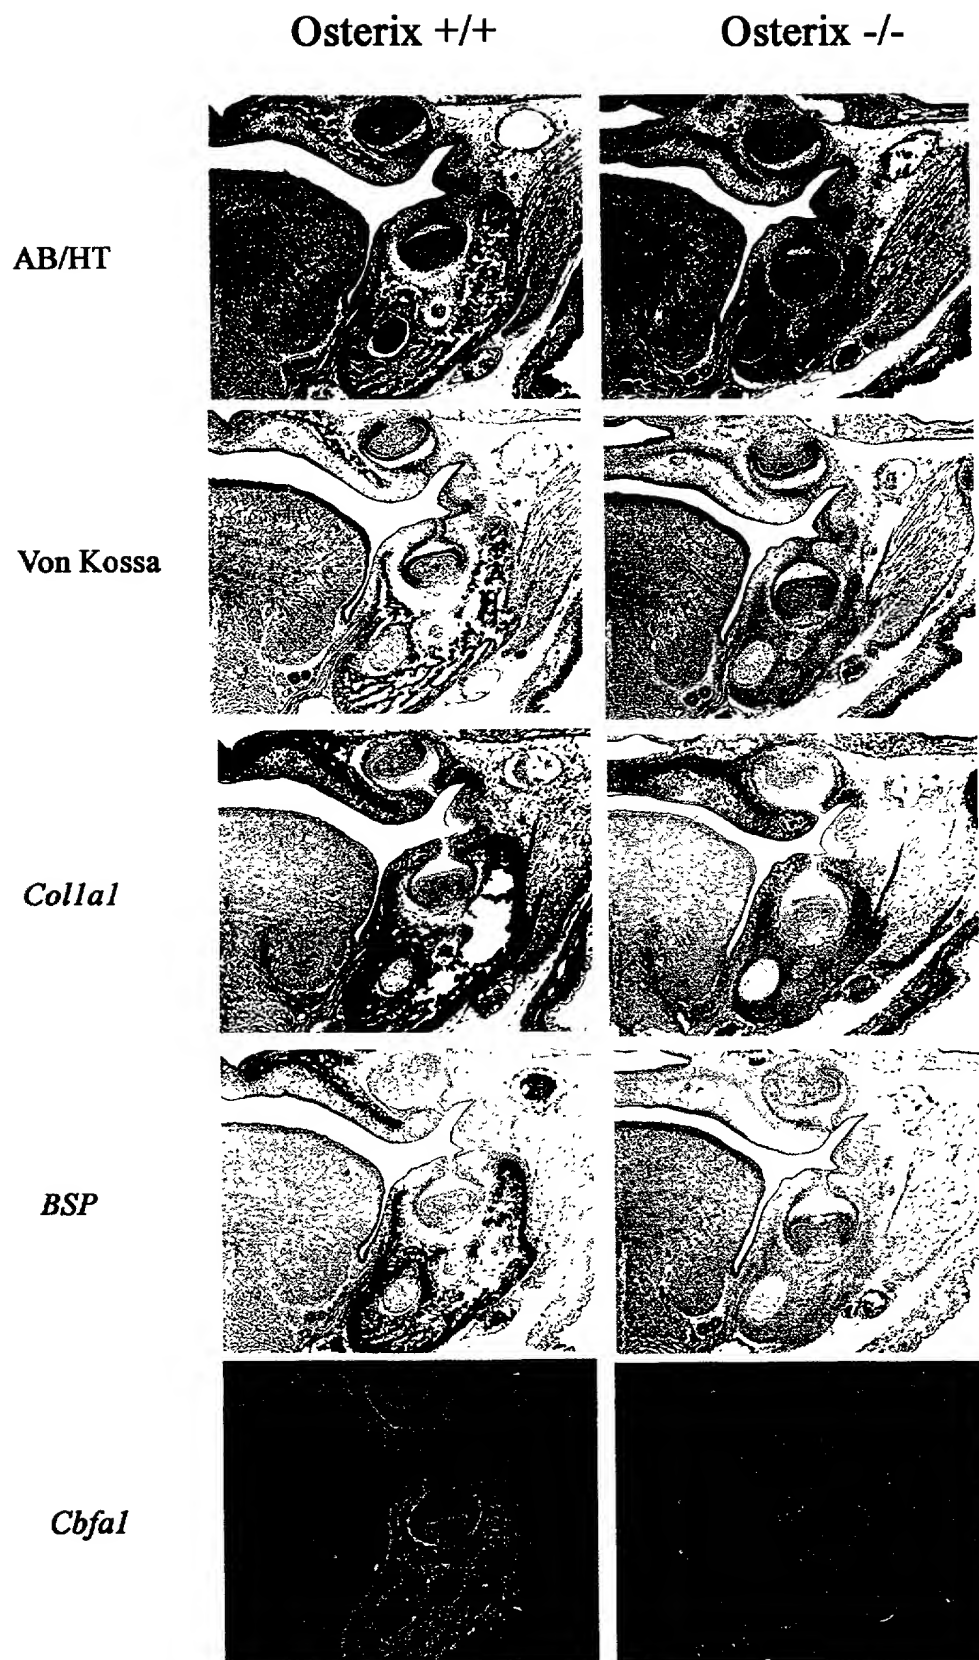 Osterix +/+ Osterix -/-
AB/HT
Von Kossa
Col1a1
BSP
Cbfa1